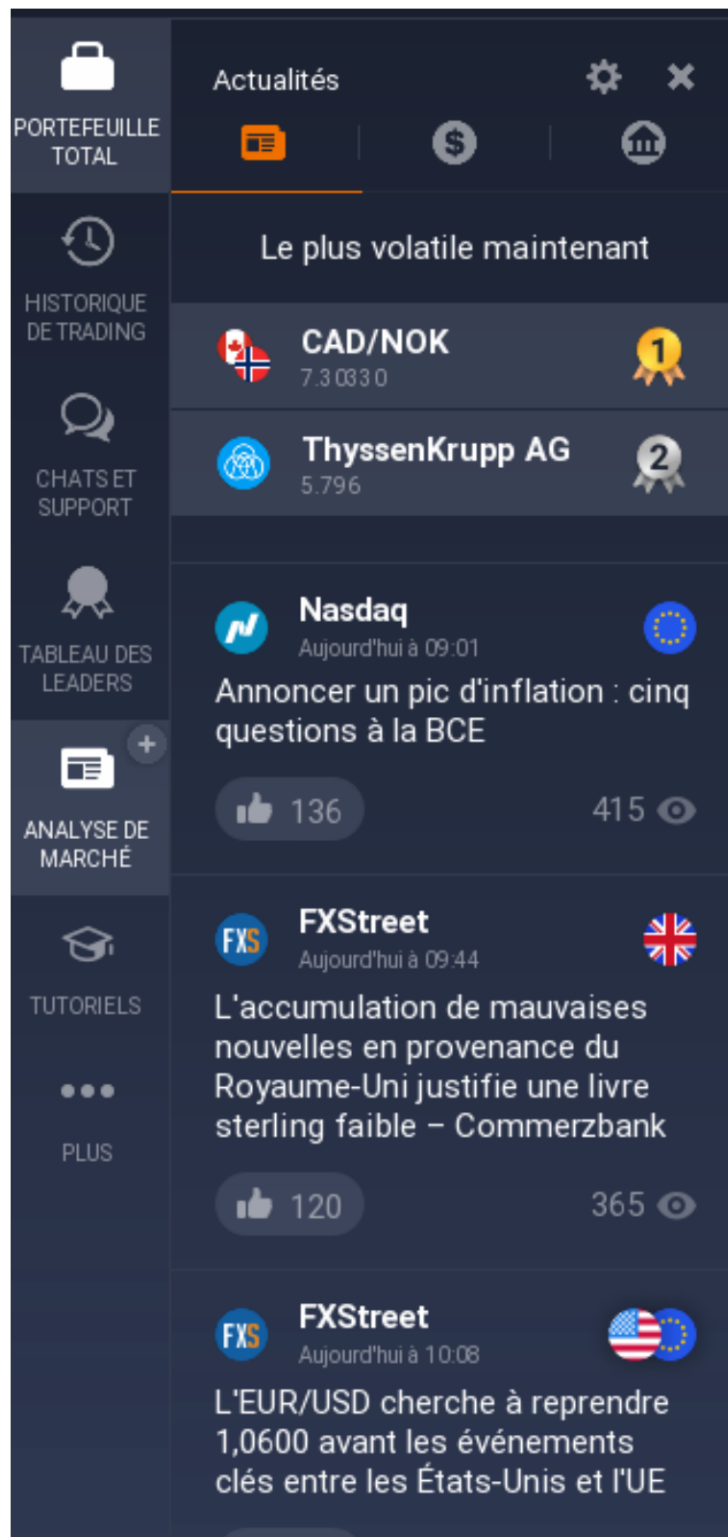 PORTEFEUILLE
TOTAL
HISTORIQUE
DE TRADING
CHATS ET
SUPPORT
TABLEAU DES
LEADERS
+
ANALYSE DE
MARCHÉ
TUTORIELS
PLUS
Actualités
$
Le plus volatile maintenant
CAD/NOK
7.30330
1
ThyssenKrupp AG
5.796
2
Nasdaq
Aujourd'hui à 09:01
Annoncer un pic d'inflation : cinq
questions à la BCE
136
415
FXS
FXStreet
Aujourd'hui à 09:44
L'accumulation de mauvaises
nouvelles en provenance du
Royaume-Uni justifie une livre
sterling faible – Commerzbank
120
365
FXS
FXStreet
Aujourd'hui à 10:08
L'EUR/USD cherche à reprendre
1,0600 avant les événements
clés entre les États-Unis et l'UE